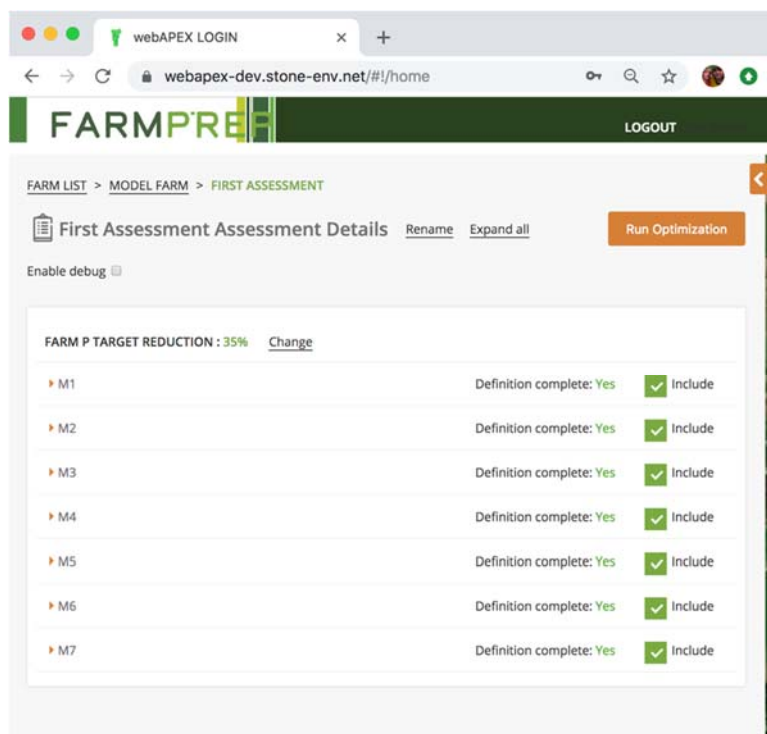 webAPEX LOGIN
webapex-dev.stone-env.net/#!/home
FARMPREP
LOGOUT
FARM LIST > MODEL FARM > FIRST ASSESSMENT
First Assessment Assessment Details Rename Expand all Run Optimization
Enable debug
FARM P TARGET REDUCTION : 35% Change
M1 Definition complete: Yes Include
M2 Definition complete: Yes Include
M3 Definition complete: Yes Include
M4 Definition complete: Yes Include
M5 Definition complete: Yes Include
M6 Definition complete: Yes Include
M7 Definition complete: Yes Include